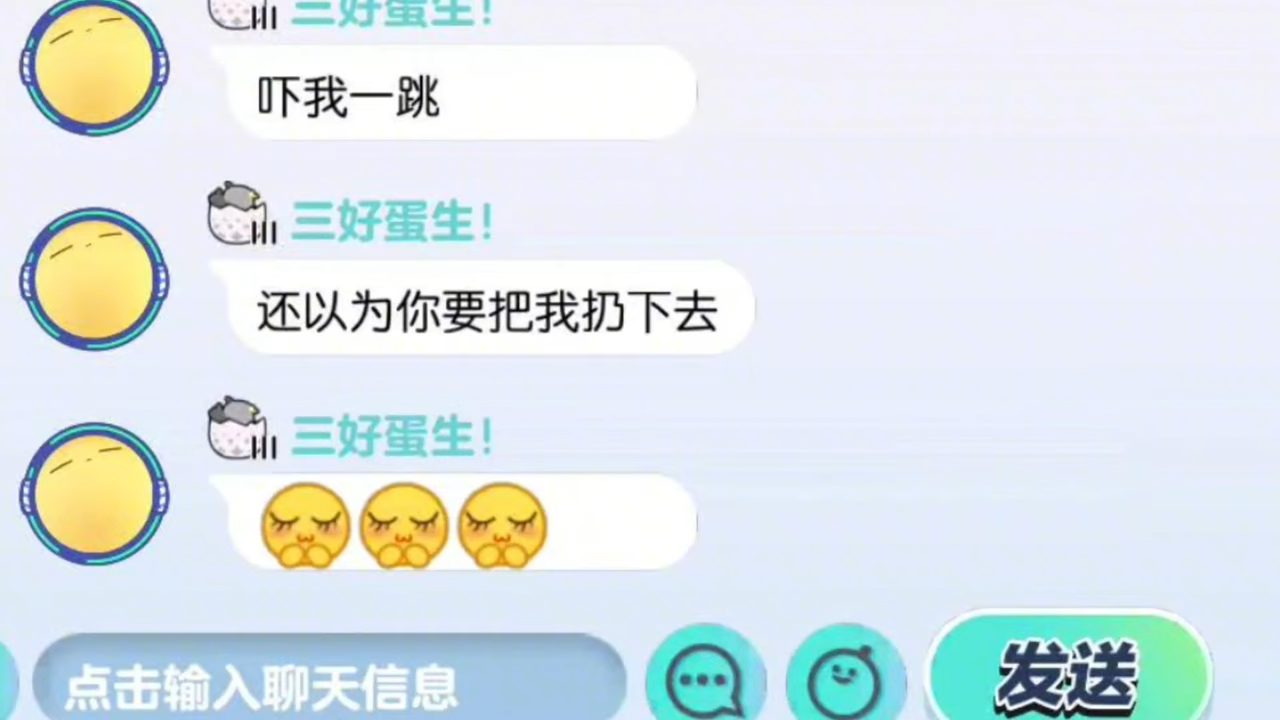 三好蛋生!
吓我一跳
三好蛋生!
还以为你要把我扔下去
三好蛋生!
点击输入聊天信息
发送